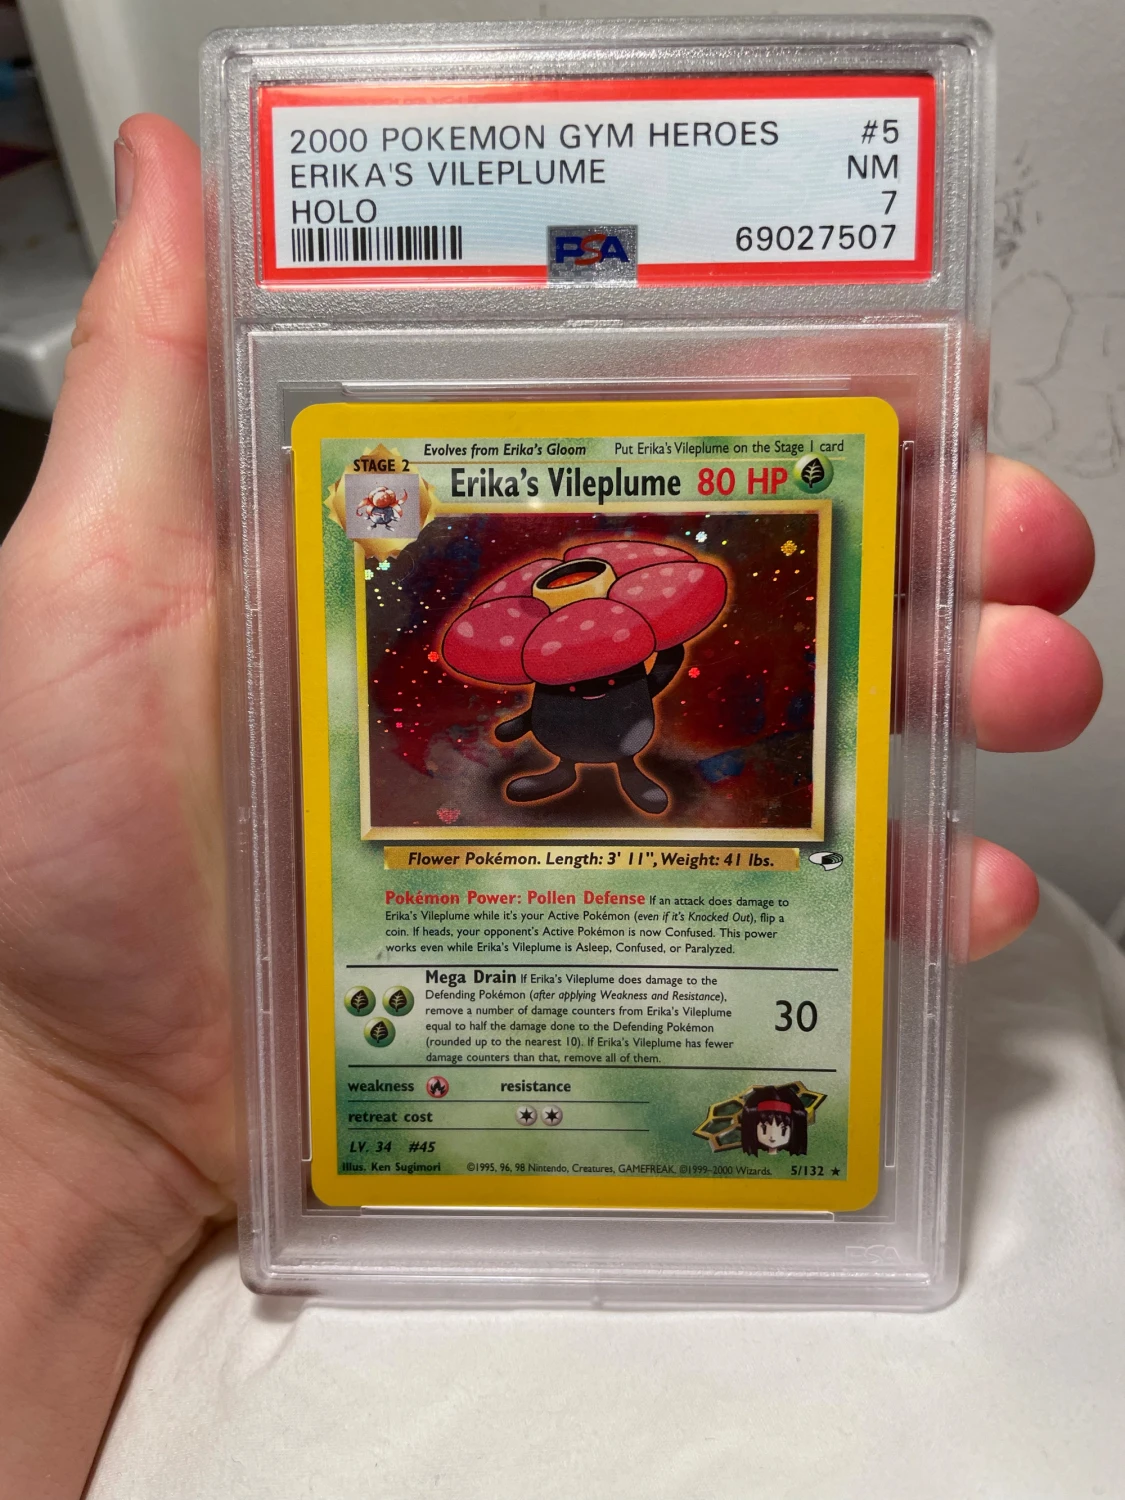 2000 POKEMON GYM HEROES #5
ERIKA'S VILEPLUME NM
HOLO 7
PSA 69027507
Evolves from Erika's Gloom Put Erika's Vileplume on the Stage 1 card
STAGE 2
Erika's Vileplume 80 HP
Flower Pokémon. Length: 3' 11", Weight: 41 lbs.
Pokémon Power: Pollen Defense If an attack does damage to
Erika's Vileplume while it's your Active Pokémon (even if it's Knocked Out), flip a
coin. If heads, your opponent's Active Pokémon is now Confused. This power
works even while Erika's Vileplume is Asleep, Confused, or Paralyzed.
Mega Drain If Erika's Vileplume does damage to the
Defending Pokémon (after applying Weakness and Resistance),
remove a number of damage counters from Erika's Vileplume
equal to half the damage done to the Defending Pokémon
(rounded up to the nearest 10). If Erika's Vileplume has fewer
damage counters than that, remove all of them.
30
weakness resistance
retreat cost
LV. 34 #45
Illus. Ken Sugimori ©1995, 96, 98 Nintendo, Creatures, GAMEFREAK. ©1999-2000 Wizards. 5/132 ★
PSA